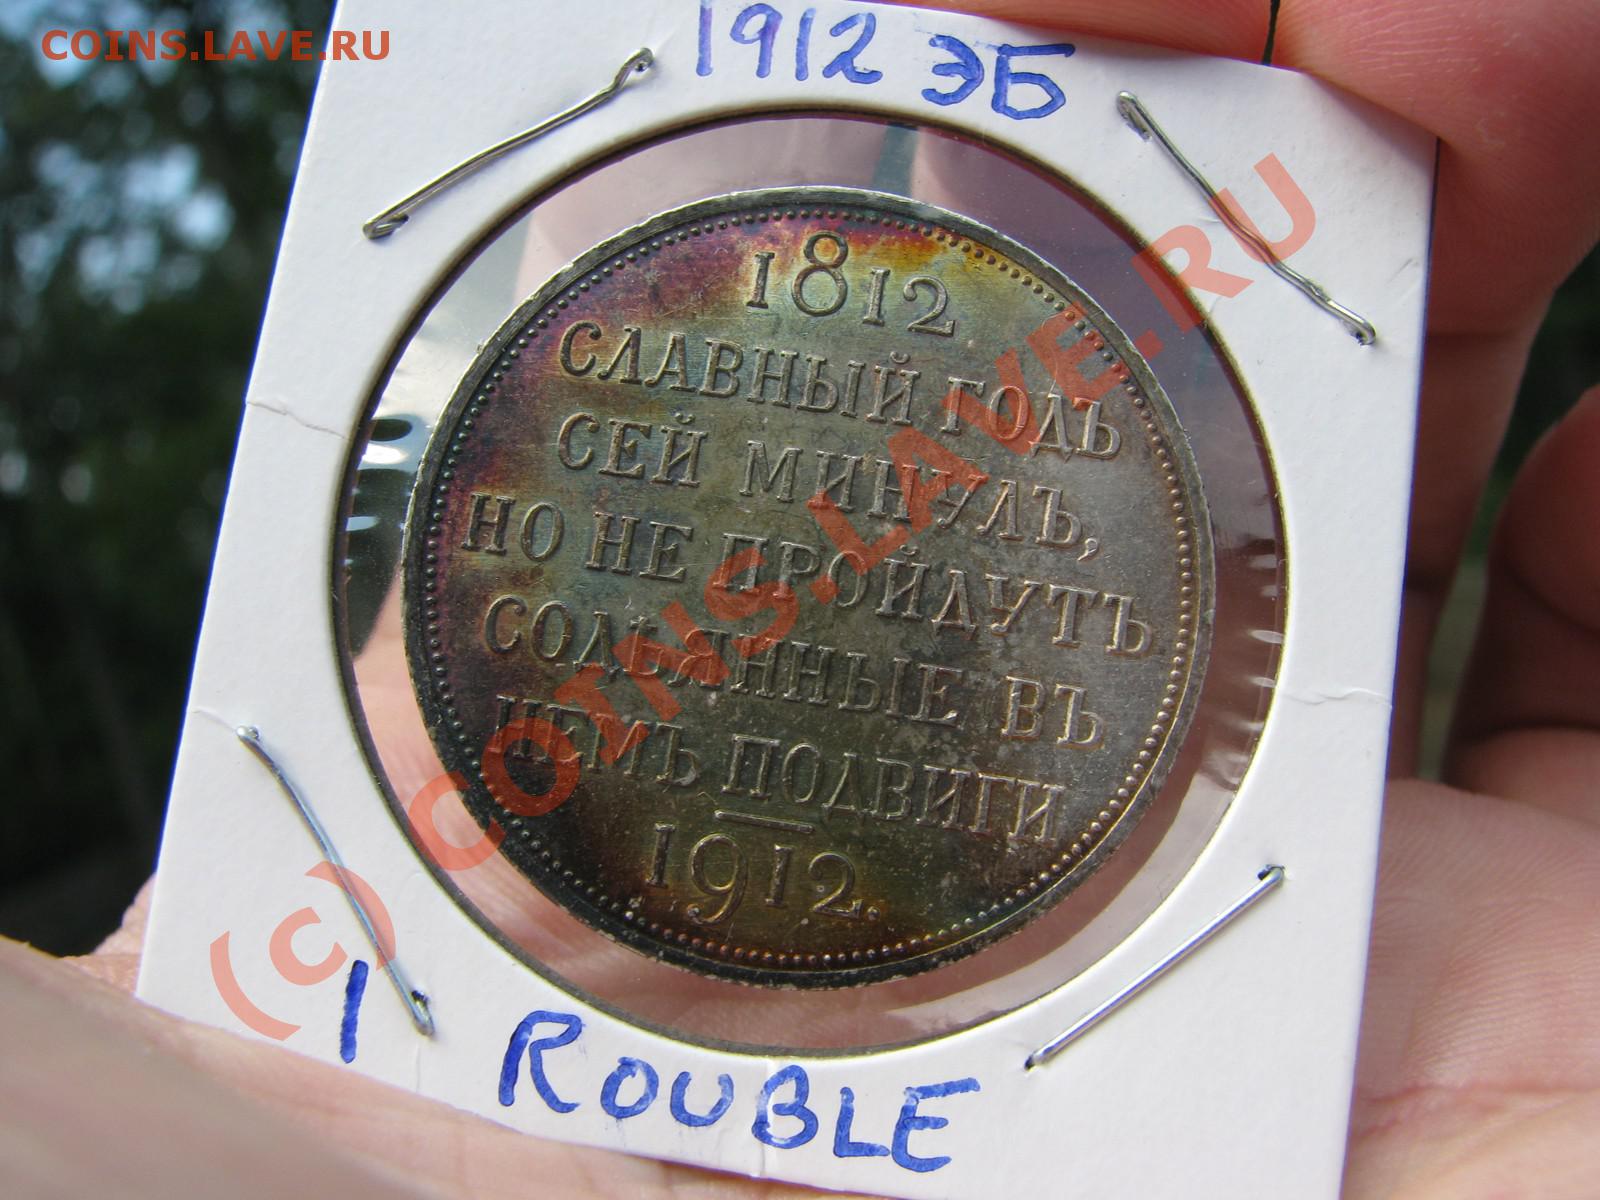 COINS.LAVE.RU
1912 ЭБ
1812
СЛАВНЫЙ ГОДЪ
СЕЙ МИНУЛЪ,
НО НЕ ПРОЙДУТЪ
СОДѢЯННЫЕ ВЪ
НЕМЪ ПОДВИГИ
1912.
1 ROUBLE
(c) COINS.LAVE.RU